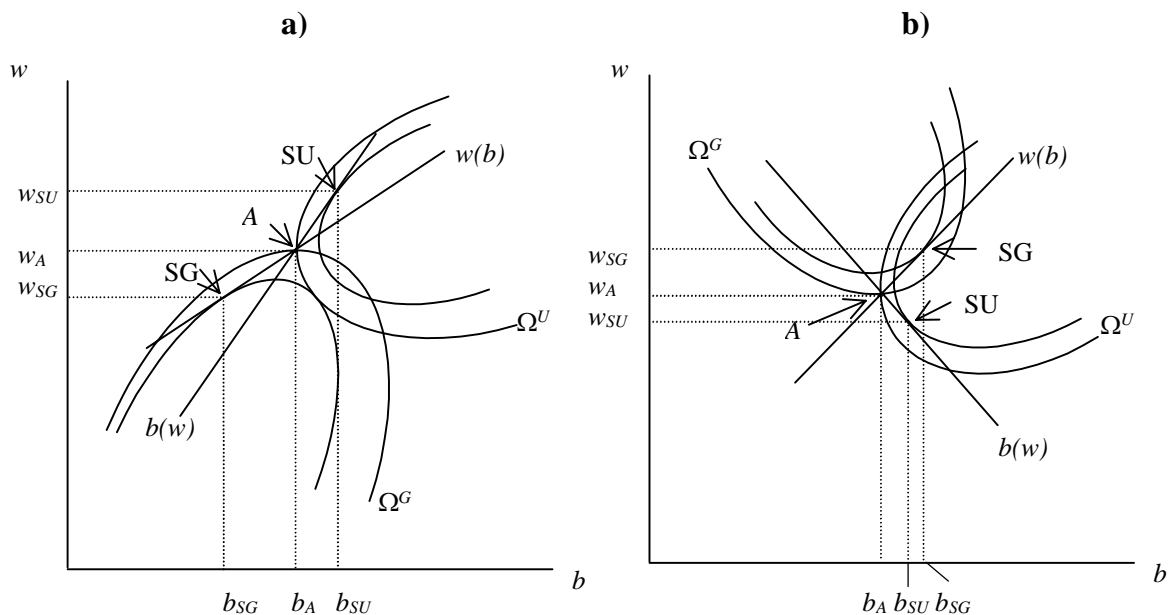 a)
w
SU
w(b)
w_SU
A
w_A
SG
w_SG
Ω^U
b(w)
Ω^G
b
b_SG b_A b_SU
b)
w
Ω^G
w(b)
w_SG
SG
w_A
SU
w_SU
A
Ω^U
b(w)
b
b_A b_SU b_SG